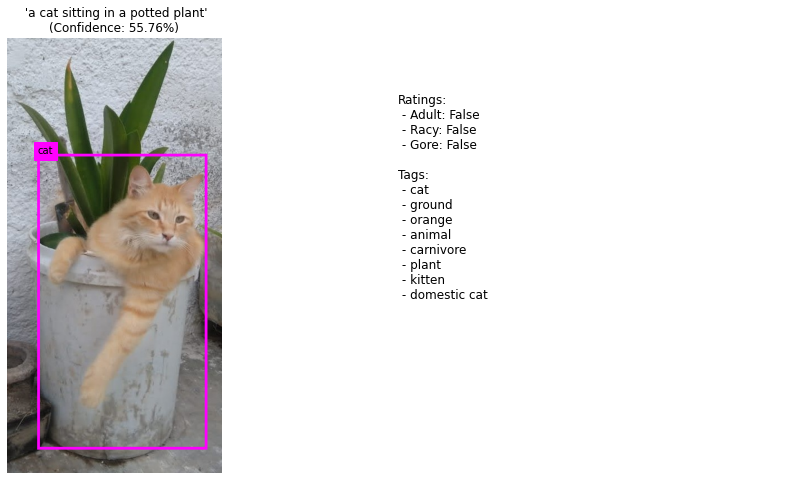 'a cat sitting in a potted plant'
(Confidence: 55.76%)
cat
Ratings:
- Adult: False
- Racy: False
- Gore: False
Tags:
- cat
- ground
- orange
- animal
- carnivore
- plant
- kitten
- domestic cat